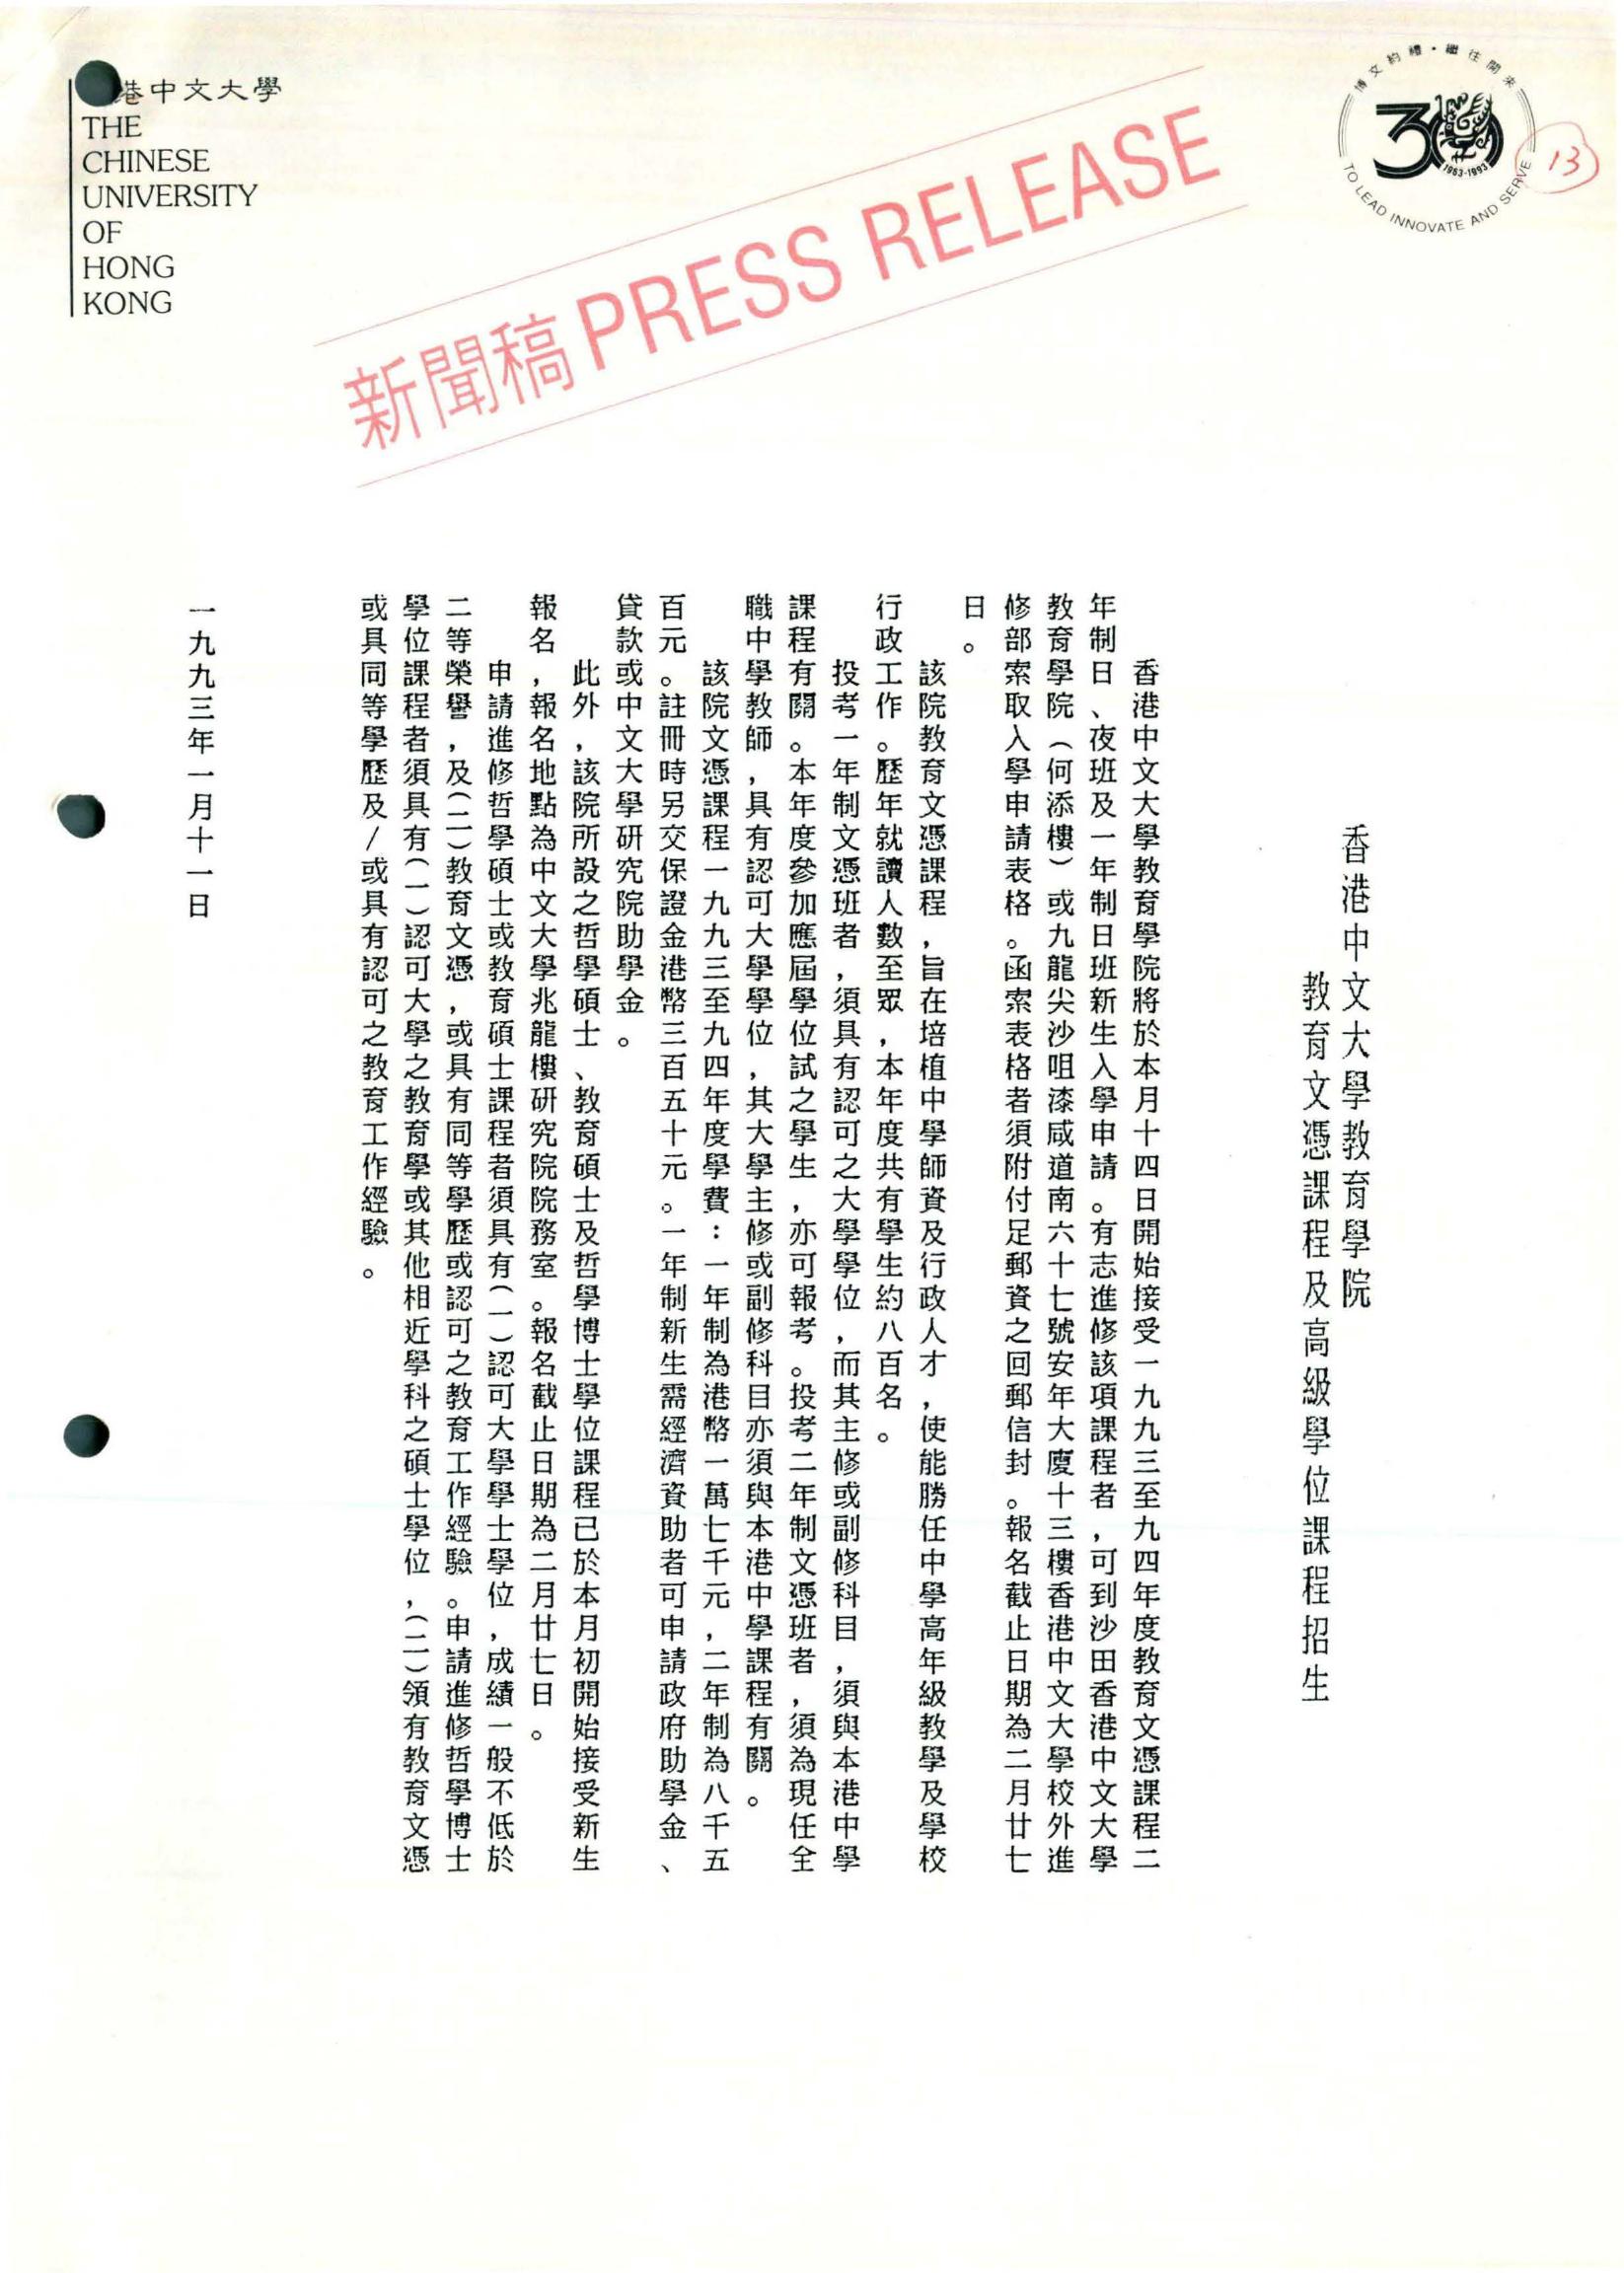 港中文大學
THE
CHINESE
UNIVERSITY
OF
HONG
KONG
新聞稿 PRESS RELEASE
博文約禮・繼往開來
30
1963-1993
TO LEAD INNOVATE AND SERVE
13
香港中文大學教育學院
教育文憑課程及高級學位課程招生
香港中文大學教育學院將於本月十四日開始接受一九九三至九四年度教育文憑課程二
年制日、夜班及一年制日班新生入學申請。有志進修該項課程者，可到沙田香港中文大學
教育學院（何添樓）或九龍尖沙咀漆咸道南六十七號安年大廈十三樓香港中文大學校外進
修部索取入學申請表格。函索表格者須附付足郵資之回郵信封。報名截止日期為二月廿七
日。
該院教育文憑課程，旨在培植中學師資及行政人才，使能勝任中學高年級教學及學校
行政工作。歷年就讀人數至眾，本年度共有學生約八百名。
投考一年制文憑班者，須具有認可之大學學位，而其主修或副修科目，須與本港中學
課程有關。本年度參加應屆學位試之學生，亦可報考。投考二年制文憑班者，須為現任全
職中學教師，具有認可大學學位，其大學主修或副修科目亦須與本港中學課程有關。
該院文憑課程一九九三至九四年度學費：一年制為港幣一萬七千元，二年制為八千五
百元。註冊時另交保證金港幣三百五十元。一年制新生需經濟資助者可申請政府助學金、
貸款或中文大學研究院助學金。
此外，該院所設之哲學碩士、教育碩士及哲學博士學位課程已於本月初開始接受新生
報名，報名地點為中文大學兆龍樓研究院院務室。報名截止日期為二月廿七日。
申請進修哲學碩士或教育碩士課程者須具有（一）認可大學學士學位，成績一般不低於
二等榮譽，及（二）教育文憑，或具有同等學歷或認可之教育工作經驗。申請進修哲學博士
學位課程者須具有（一）認可大學之教育學或其他相近學科之碩士學位，（二）領有教育文憑
或具同等學歷及/或具有認可之教育工作經驗。
一九九三年一月十一日